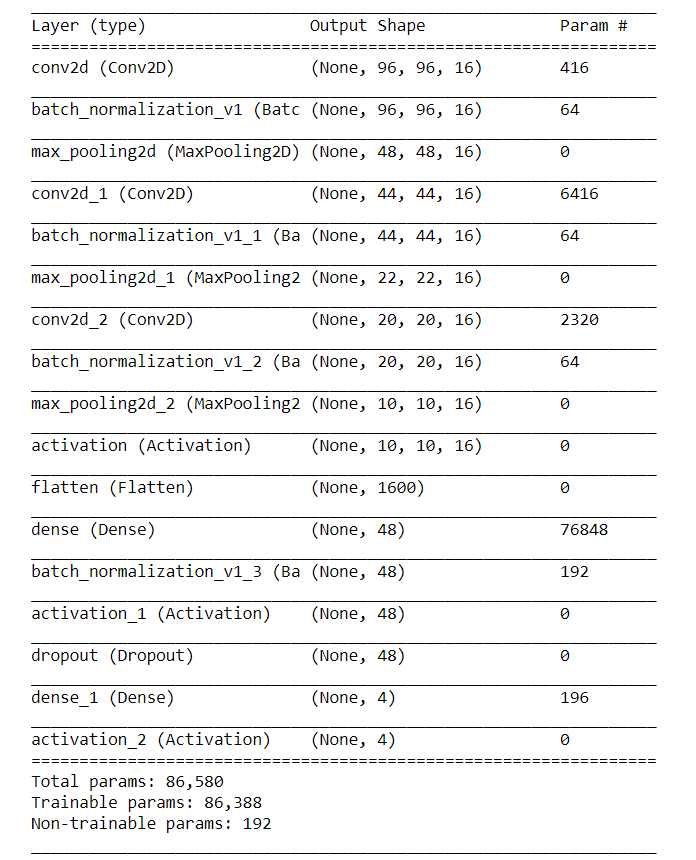 Layer (type) Output Shape Param #
=================================================================
conv2d (Conv2D) (None, 96, 96, 16) 416
batch_normalization_v1 (Batc (None, 96, 96, 16) 64
max_pooling2d (MaxPooling2D) (None, 48, 48, 16) 0
conv2d_1 (Conv2D) (None, 44, 44, 16) 6416
batch_normalization_v1_1 (Ba (None, 44, 44, 16) 64
max_pooling2d_1 (MaxPooling2 (None, 22, 22, 16) 0
conv2d_2 (Conv2D) (None, 20, 20, 16) 2320
batch_normalization_v1_2 (Ba (None, 20, 20, 16) 64
max_pooling2d_2 (MaxPooling2 (None, 10, 10, 16) 0
activation (Activation) (None, 10, 10, 16) 0
flatten (Flatten) (None, 1600) 0
dense (Dense) (None, 48) 76848
batch_normalization_v1_3 (Ba (None, 48) 192
activation_1 (Activation) (None, 48) 0
dropout (Dropout) (None, 48) 0
dense_1 (Dense) (None, 4) 196
activation_2 (Activation) (None, 4) 0
=================================================================
Total params: 86,580
Trainable params: 86,388
Non-trainable params: 192